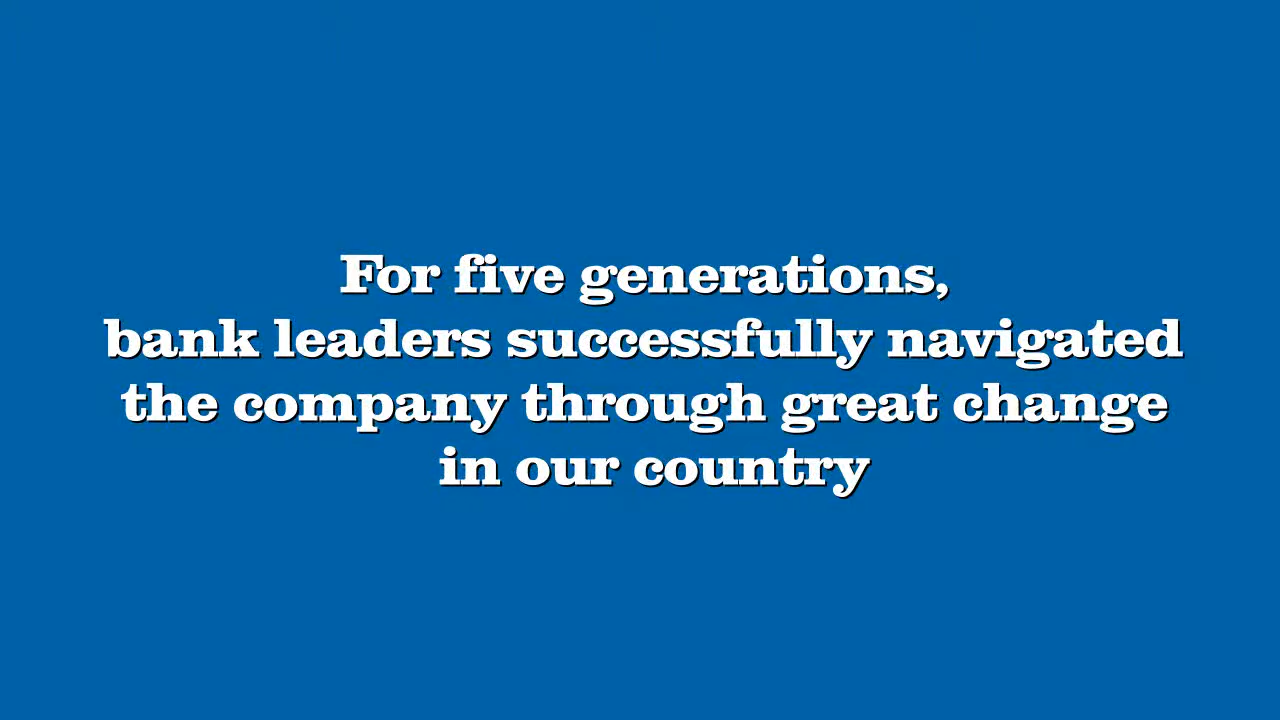 For five generations,
bank leaders successfully navigated
the company through great change
in our country